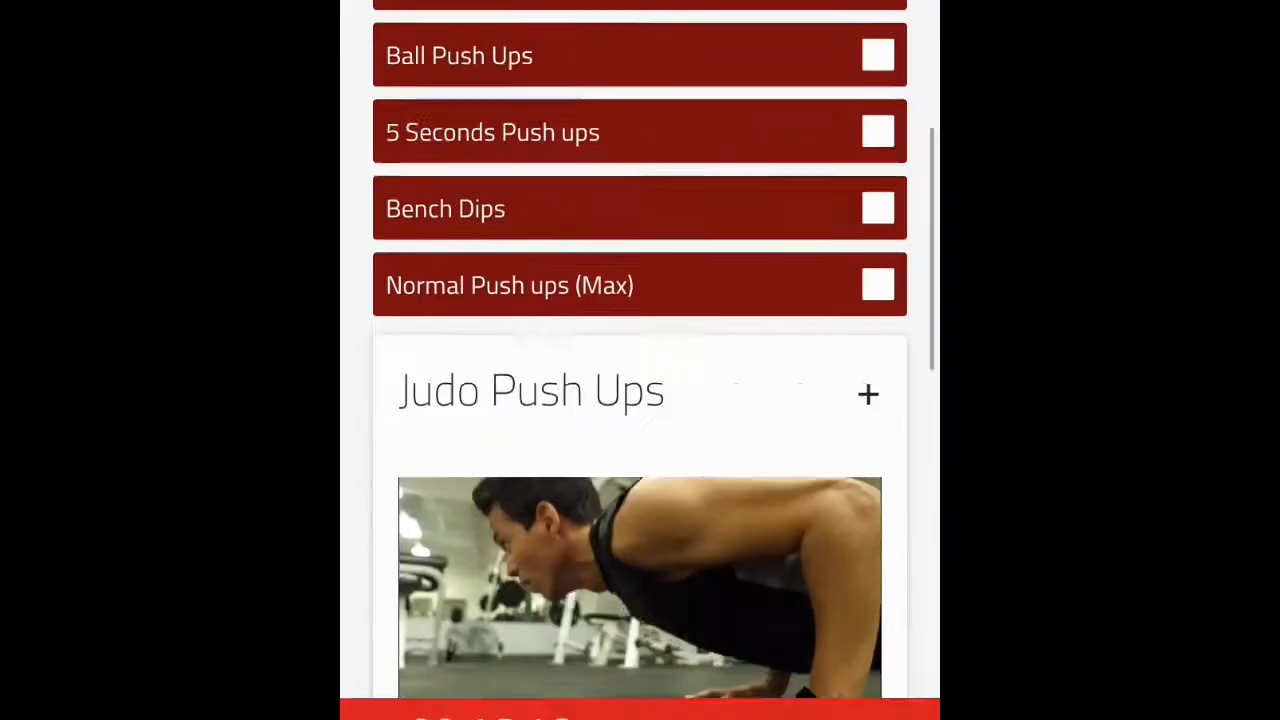 Ball Push Ups
5 Seconds Push ups
Bench Dips
Normal Push ups (Max)
Judo Push Ups
+